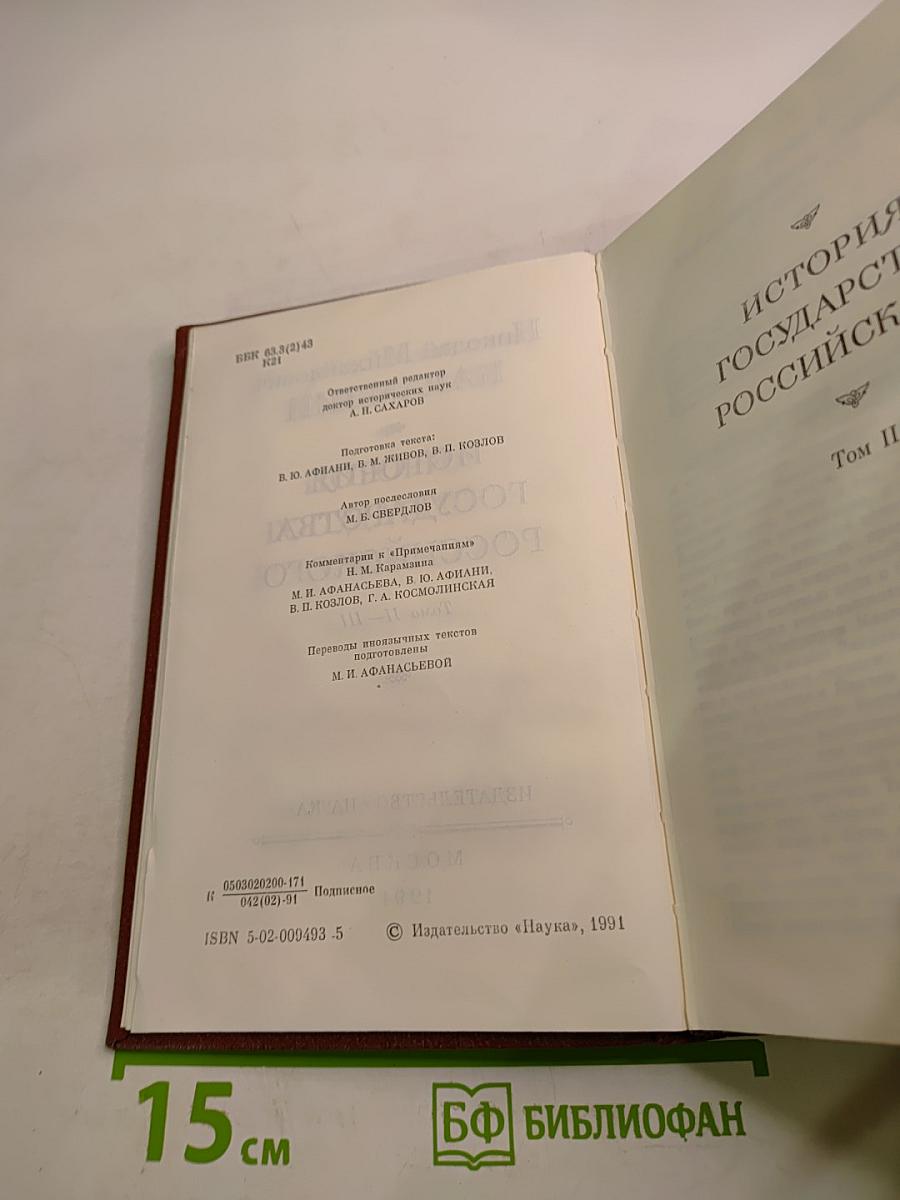 ББК 63.3(2)43
К21
Ответственный редактор
доктор исторических наук
А. Н. САХАРОВ
Подготовка текста:
В. Ю. АФИАНИ, В. М. ЖИВОВ, В. П. КОЗЛОВ
Автор послесловия
М. Б. СВЕРДЛОВ
Комментарии к «Примечаниям»
Н. М. Карамзина
М. И. АФАНАСЬЕВА, В. Ю. АФИАНИ,
В. П. КОЗЛОВ, Г. А. КОСМОЛИНСКАЯ
Переводы иноязычных текстов
подготовлены
М. И. АФАНАСЬЕВОЙ
К 0503020200-171 Подписное
042(02)-91
ISBN 5-02-009493-5 © Издательство «Наука», 1991
ИСТОРИЯ
ГОСУДАРСТ
РОССИЙСК
Том II
15 см
БФ БИБЛИОФАН